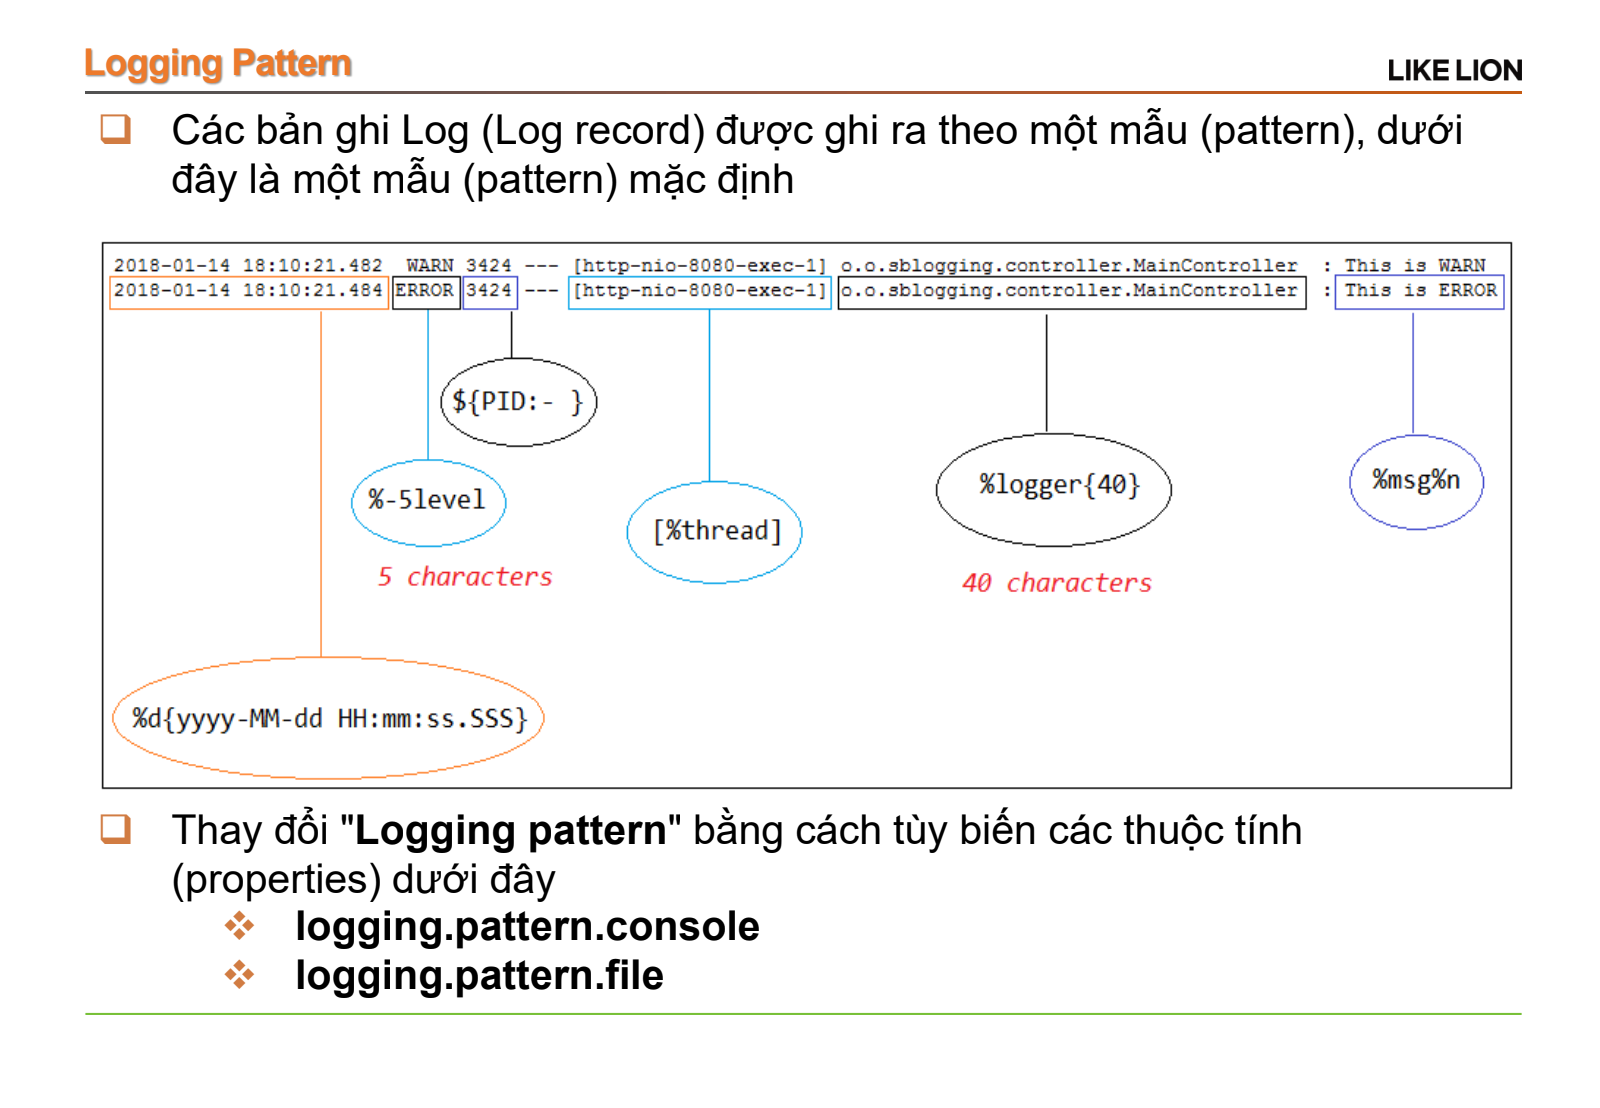 Logging Pattern
LIKE LION
Các bản ghi Log (Log record) được ghi ra theo một mẫu (pattern), dưới
đây là một mẫu (pattern) mặc định
2018-01-14 18:10:21.482  WARN 3424 --- [http-nio-8080-exec-1] o.o.sblogging.controller.MainController  : This is WARN
2018-01-14 18:10:21.484 ERROR 3424 --- [http-nio-8080-exec-1] o.o.sblogging.controller.MainController  : This is ERROR
${PID:- }
%-5level
[%thread]
%logger{40}
%msg%n
5 characters
40 characters
%d{yyyy-MM-dd HH:mm:ss.SSS}
Thay đổi "Logging pattern" bằng cách tùy biến các thuộc tính
(properties) dưới đây
logging.pattern.console
logging.pattern.file